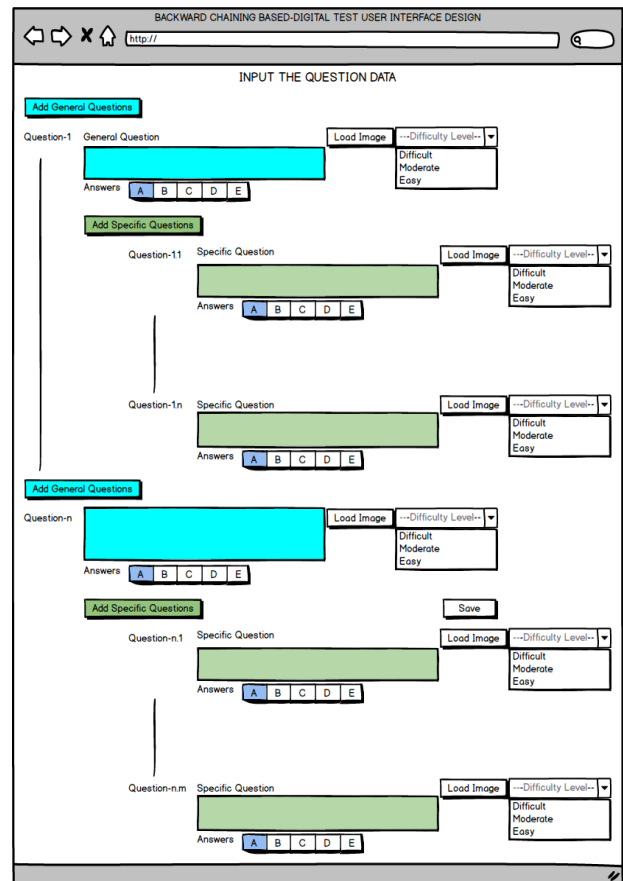 BACKWARD CHAINING BASED-DIGITAL TEST USER INTERFACE DESIGN
http://
INPUT THE QUESTION DATA
Add General Questions
Question-1 General Question Load Image ---Difficulty Level--
Difficult
Moderate
Easy
Answers A B C D E
Add Specific Questions
Question-1.1 Specific Question Load Image ---Difficulty Level--
Difficult
Moderate
Easy
Answers A B C D E
Question-1.n Specific Question Load Image ---Difficulty Level--
Difficult
Moderate
Easy
Answers A B C D E
Add General Questions
Question-n Load Image ---Difficulty Level--
Difficult
Moderate
Easy
Answers A B C D E
Add Specific Questions Save
Question-n.1 Specific Question Load Image ---Difficulty Level--
Difficult
Moderate
Easy
Answers A B C D E
Question-n.m Specific Question Load Image ---Difficulty Level--
Difficult
Moderate
Easy
Answers A B C D E